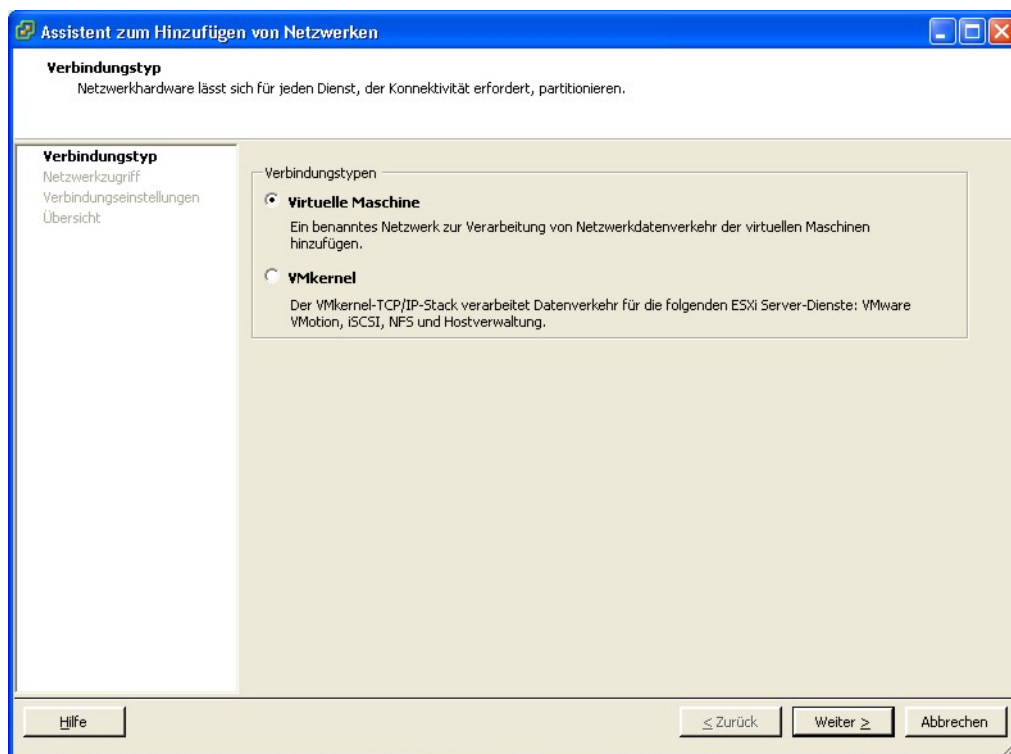 Assistent zum Hinzufügen von Netzwerken
Verbindungstyp
Netzwerkhardware lässt sich für jeden Dienst, der Konnektivität erfordert, partitionieren.
Verbindungstyp
Netzwerkzugriff
Verbindungseinstellungen
Übersicht
Verbindungstypen
Virtuelle Maschine
Ein benanntes Netzwerk zur Verarbeitung von Netzwerkdatenverkehr der virtuellen Maschinen
hinzufügen.
VMkernel
Der VMkernel-TCP/IP-Stack verarbeitet Datenverkehr für die folgenden ESXi Server-Dienste: VMware
VMotion, iSCSI, NFS und Hostverwaltung.
Hilfe
< Zurück
Weiter >
Abbrechen